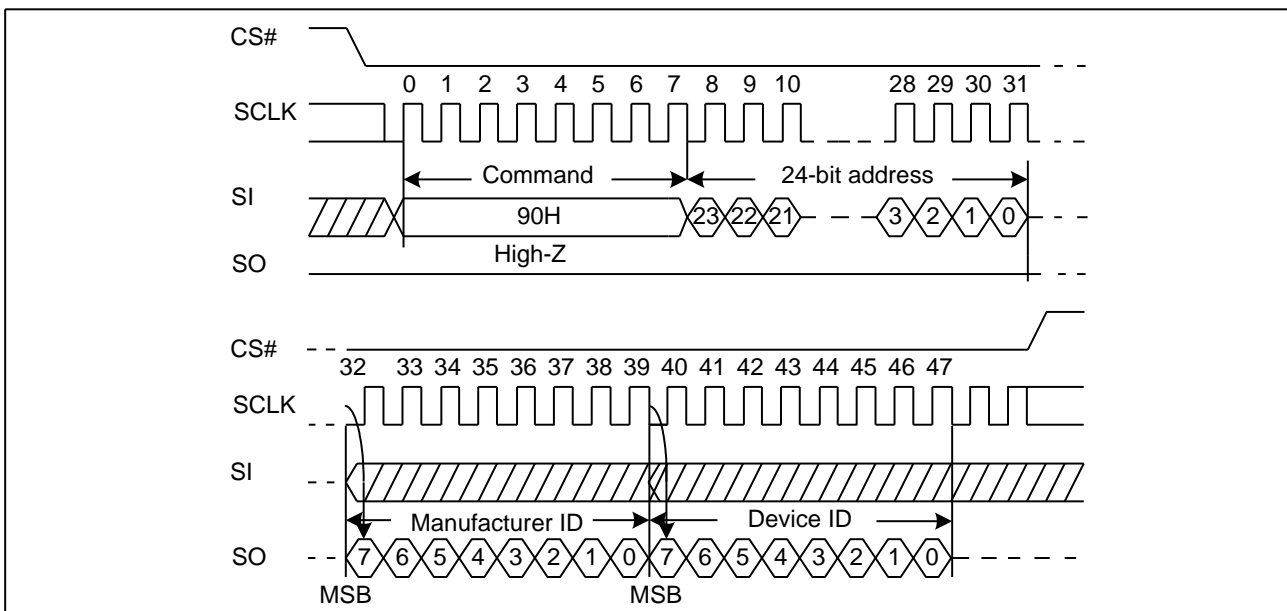 CS#
0 1 2 3 4 5 6 7 8 9 10 28 29 30 31
SCLK
Command 24-bit address
SI
90H 23 22 21 3 2 1 0
High-Z
SO
CS#
32 33 34 35 36 37 38 39 40 41 42 43 44 45 46 47
SCLK
SI
Manufacturer ID Device ID
SO 7 6 5 4 3 2 1 0 7 6 5 4 3 2 1 0
MSB MSB